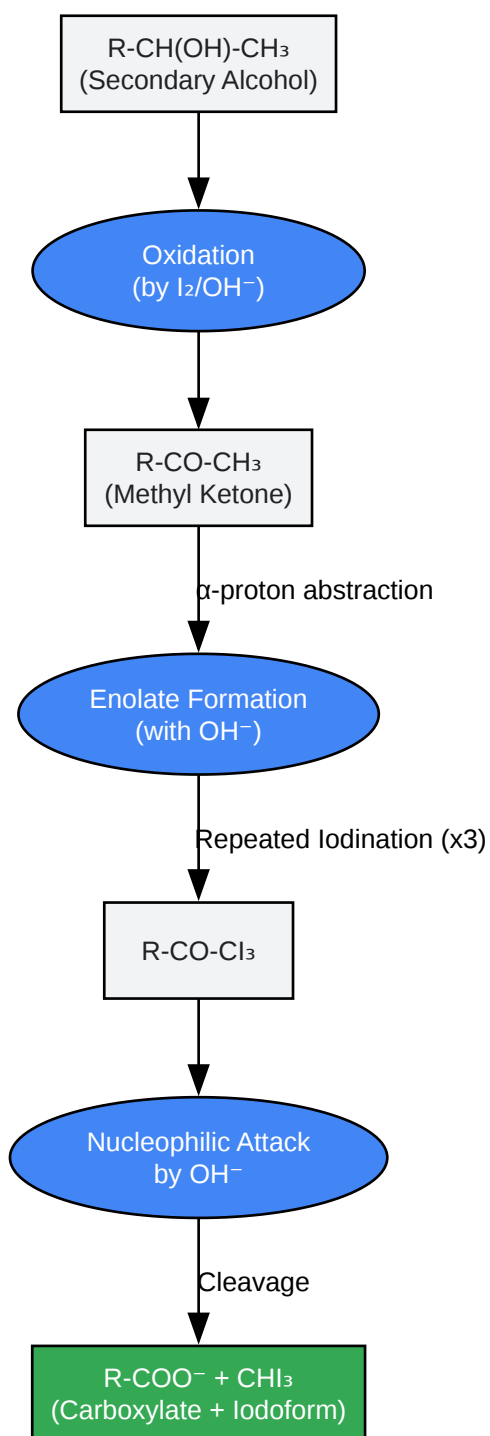 R-CH(OH)-CH₃
(Secondary Alcohol)
Oxidation
(by I₂/OH⁻)
R-CO-CH₃
(Methyl Ketone)
α-proton abstraction
Enolate Formation
(with OH⁻)
Repeated Iodination (x3)
R-CO-CI₃
Nucleophilic Attack
by OH⁻
Cleavage
R-COO⁻ + CHI₃
(Carboxylate + Iodoform)